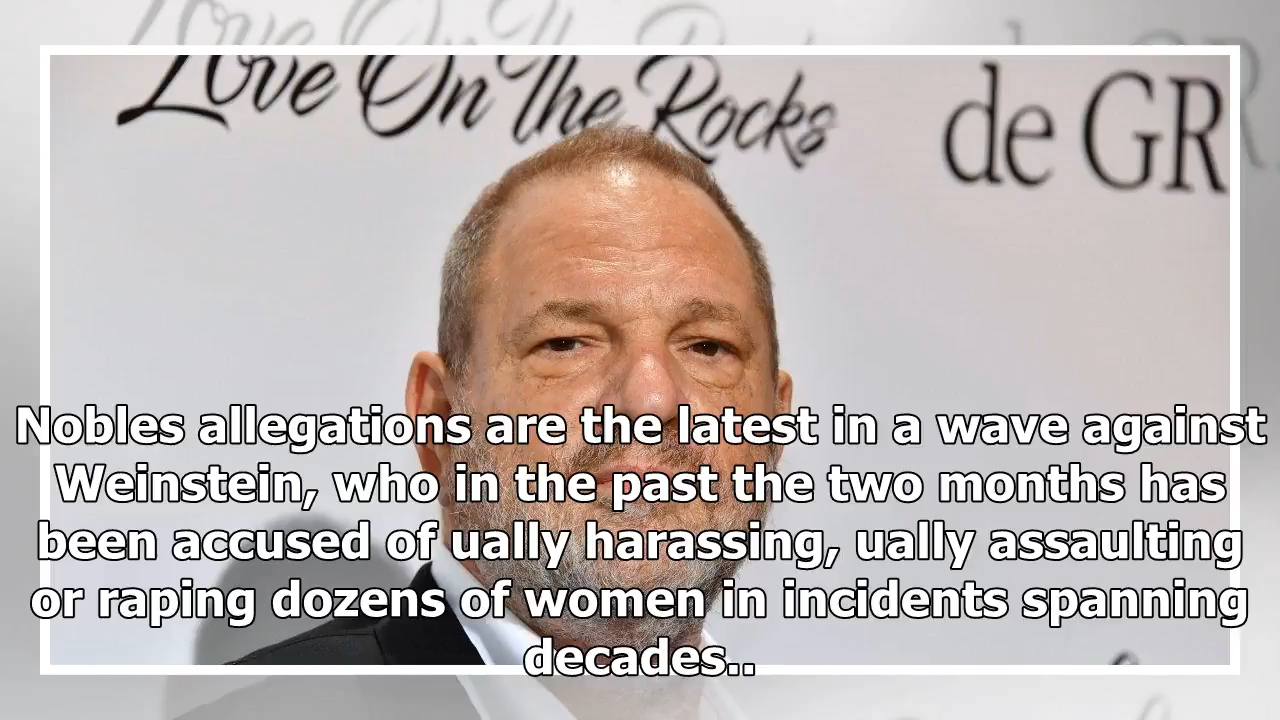 Love On The Rocks
de GR
Nobles allegations are the latest in a wave against
Weinstein, who in the past the two months has
been accused of ually harassing, ually assaulting
or raping dozens of women in incidents spanning
decades..